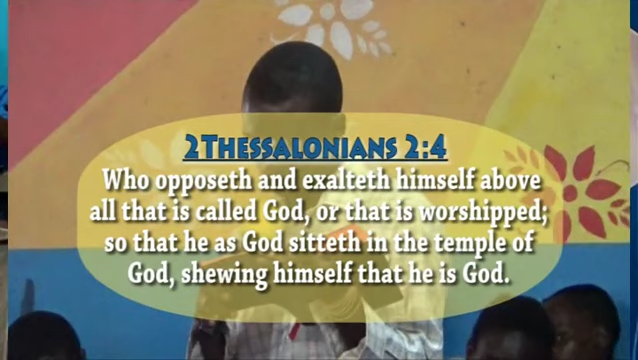 2Thessalonians 2:4
Who opposeth and exalteth himself above
all that is called God, or that is worshipped;
so that he as God sitteth in the temple of
God, shewing himself that he is God.